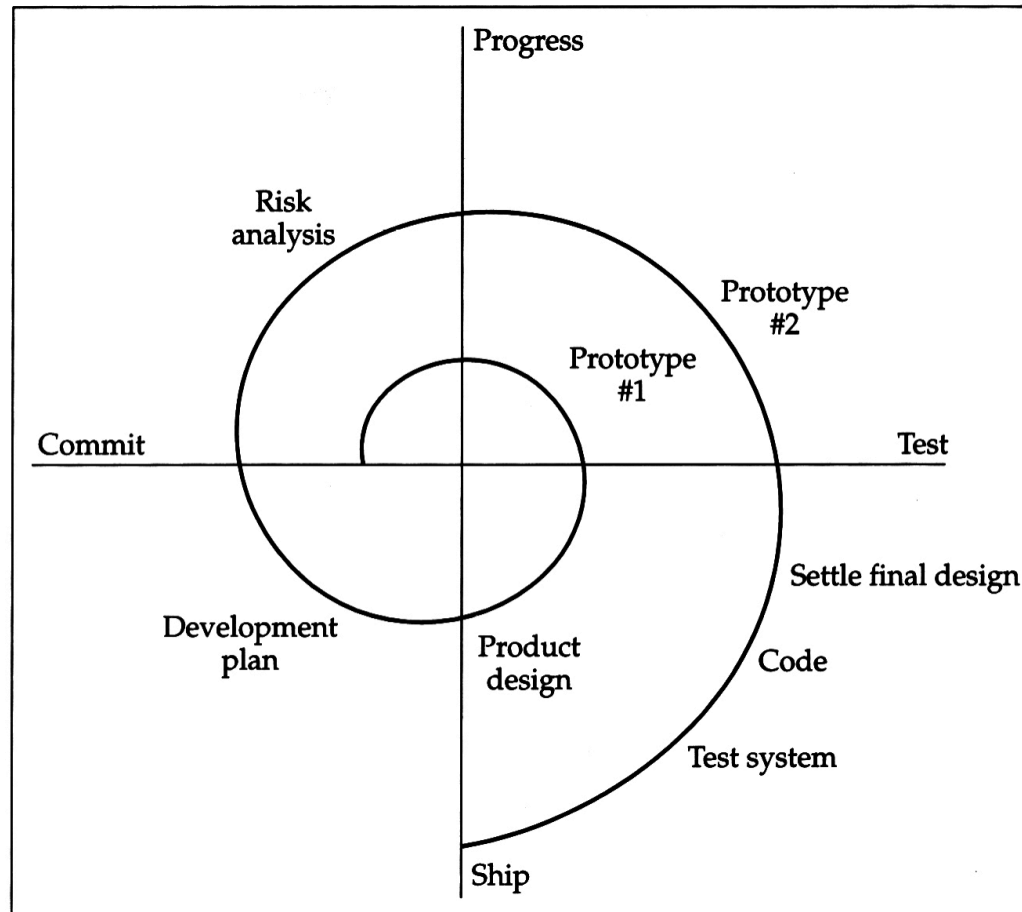 Progress
Risk
analysis
Prototype
#2
Prototype
#1
Commit
Test
Settle final design
Development
plan
Product
design
Code
Test system
Ship